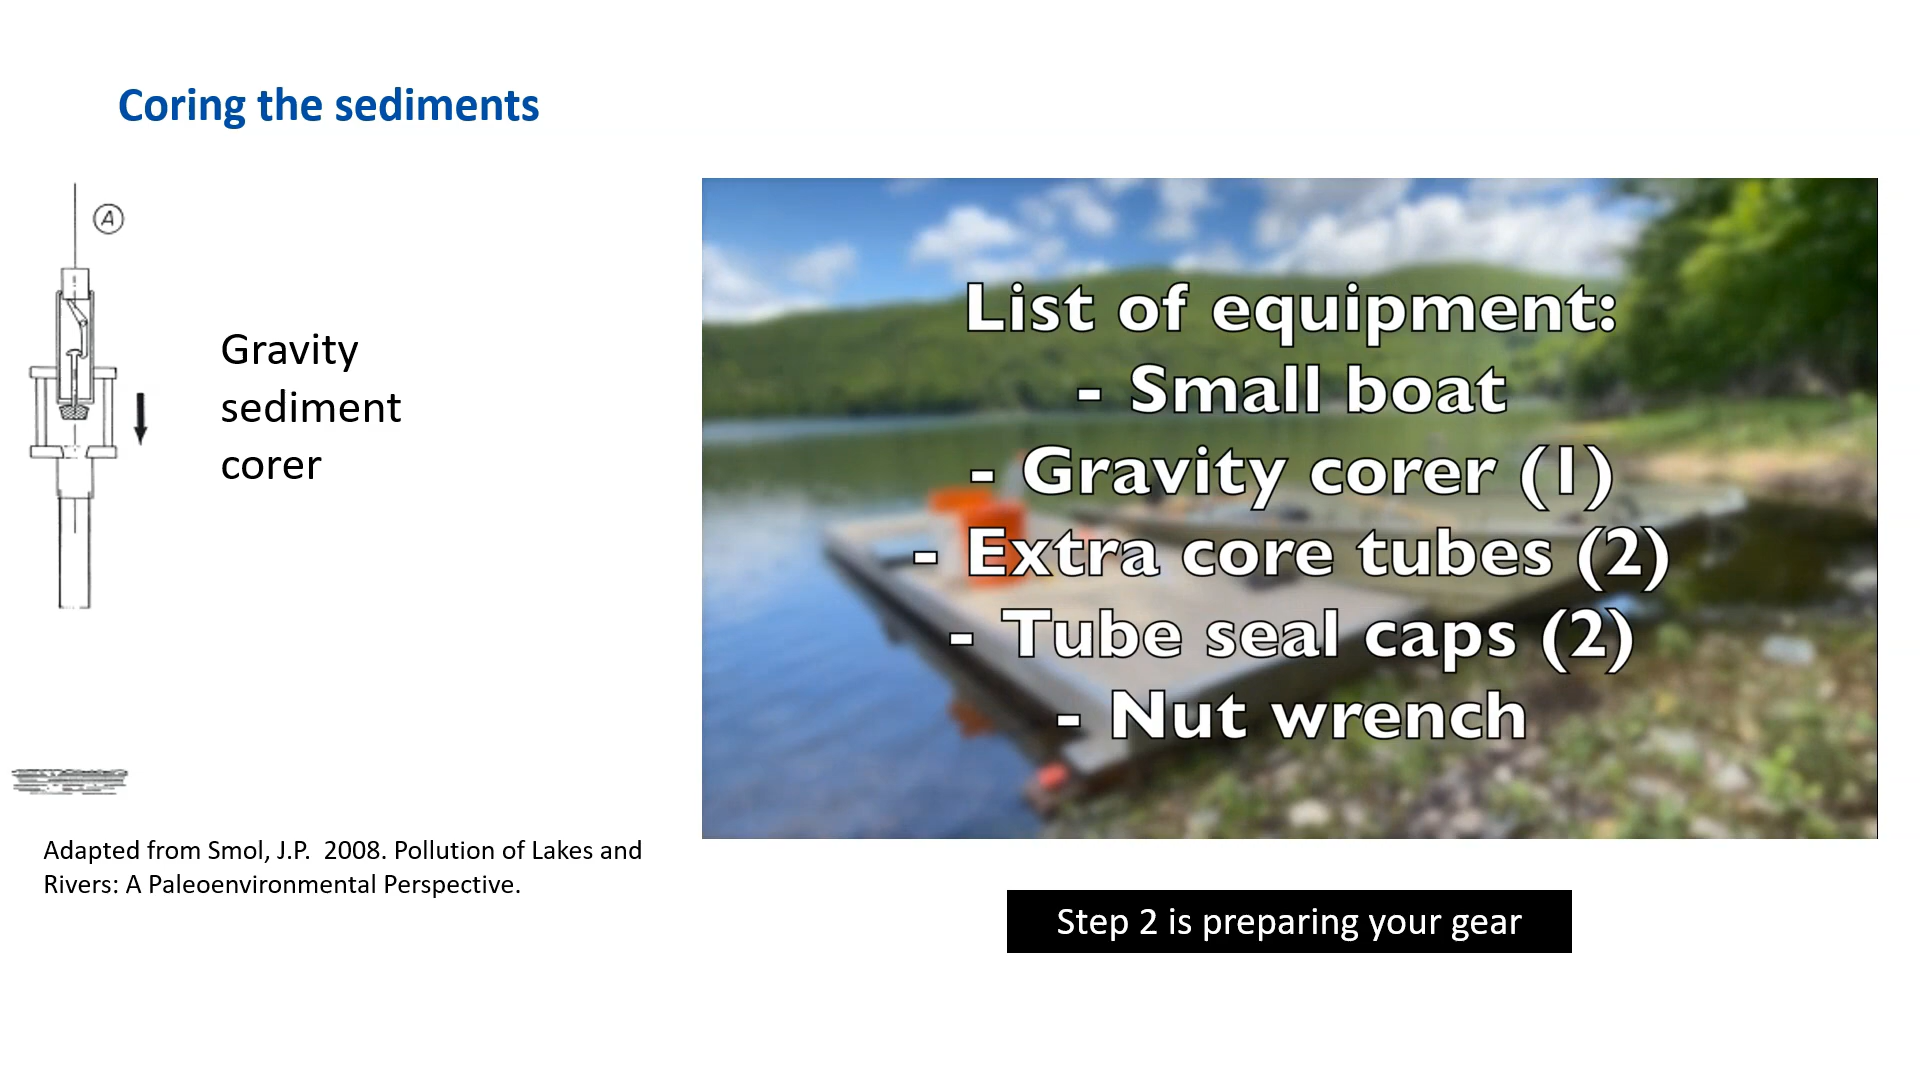 Coring the sediments
A
Gravity
sediment
corer
Adapted from Smol, J.P.  2008. Pollution of Lakes and
Rivers: A Paleoenvironmental Perspective.
List of equipment:
- Small boat
- Gravity corer (1)
- Extra core tubes (2)
- Tube seal caps (2)
- Nut wrench
Step 2 is preparing your gear